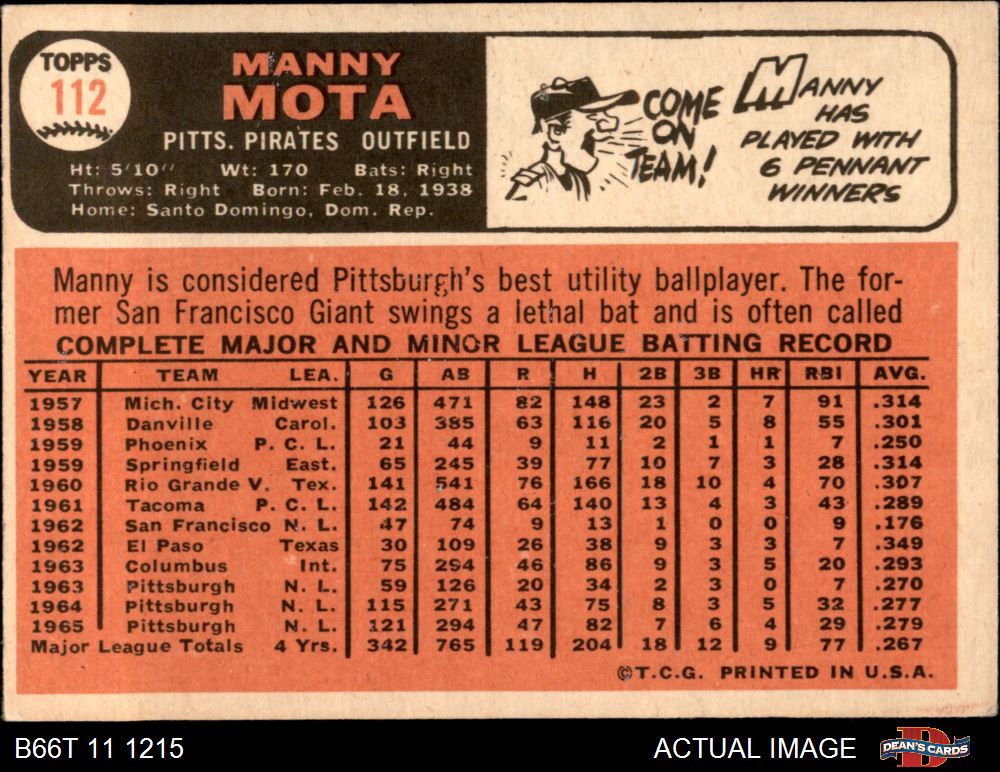 TOPPS
112
MANNY
MOTA
PITTS. PIRATES OUTFIELD
Ht: 5'10" Wt: 170 Bats: Right
Throws: Right Born: Feb. 18, 1938
Home: Santo Domingo, Dom. Rep.
COME
ON
TEAM!
MANNY
HAS
PLAYED WITH
6 PENNANT
WINNERS
Manny is considered Pittsburgh's best utility ballplayer. The for-
mer San Francisco Giant swings a lethal bat and is often called
COMPLETE MAJOR AND MINOR LEAGUE BATTING RECORD
YEAR TEAM LEA. G AB R H 2B 3B HR RBI AVG.
1957 Mich. City Midwest 126 471 82 148 23 2 7 91 .314
1958 Danville Carol. 103 385 63 116 20 5 8 55 .301
1959 Phoenix P. C. L. 21 44 9 11 2 1 1 7 .250
1959 Springfield East. 65 245 39 77 10 7 3 28 .314
1960 Rio Grande V. Tex. 141 541 76 166 18 10 4 70 .307
1961 Tacoma P. C. L. 142 484 64 140 13 4 3 43 .289
1962 San Francisco N. L. 47 74 9 13 1 0 0 9 .176
1962 El Paso Texas 30 109 26 38 9 3 3 7 .349
1963 Columbus Int. 75 294 46 86 9 3 5 20 .293
1963 Pittsburgh N. L. 59 126 20 34 2 3 0 7 .270
1964 Pittsburgh N. L. 115 271 43 75 8 3 5 32 .277
1965 Pittsburgh N. L. 121 294 47 82 7 6 4 29 .279
Major League Totals 4 Yrs. 342 765 119 204 18 12 9 77 .267
©T.C.G. PRINTED IN U.S.A.
B66T 11 1215
ACTUAL IMAGE
DEAN'S CARDS